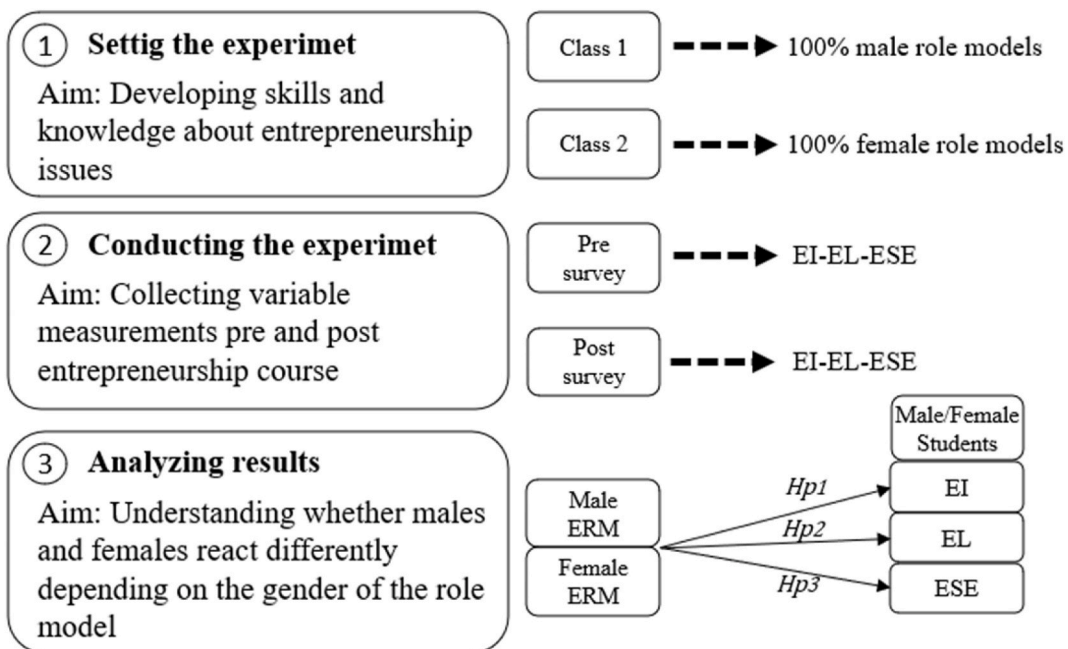 1 Settig the experimet
Aim: Developing skills and
knowledge about entrepreneurship
issues
Class 1
100% male role models
Class 2
100% female role models
2 Conducting the experimet
Aim: Collecting variable
measurements pre and post
entrepreneurship course
Pre
survey
EI-EL-ESE
Post
survey
EI-EL-ESE
3 Analyzing results
Aim: Understanding whether males
and females react differently
depending on the gender of the role
model
Male
ERM
Female
ERM
Hp1
Hp2
Hp3
Male/Female
Students
EI
EL
ESE